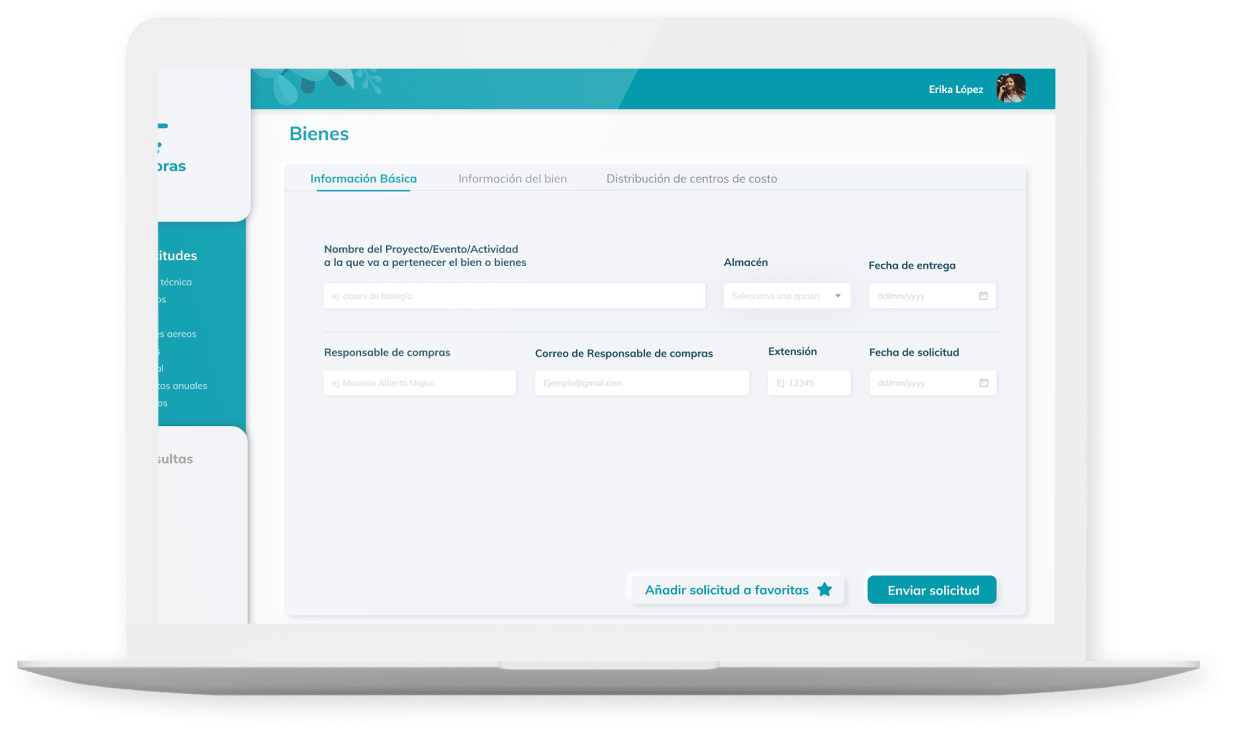 Erika López
Bienes
oras
Información Básica
Información del bien
Distribución de centros de costo
itudes
técnica
os
es aereos
s
al
tos anuales
os
sultas
Nombre del Proyecto/Evento/Actividad
a la que va a pertenecer el bien o bienes
Almacén
Fecha de entrega
ej: clases de biología
Selecciona una opción
dd/mm/yyyy
Responsable de compras
Correo de Responsable de compras
Extensión
Fecha de solicitud
ej. Mauricio Alberto Mojica
Ejemplo@gmail.com
EJ: 12345
dd/mm/yyyy
Añadir solicitud a favoritas
Enviar solicitud